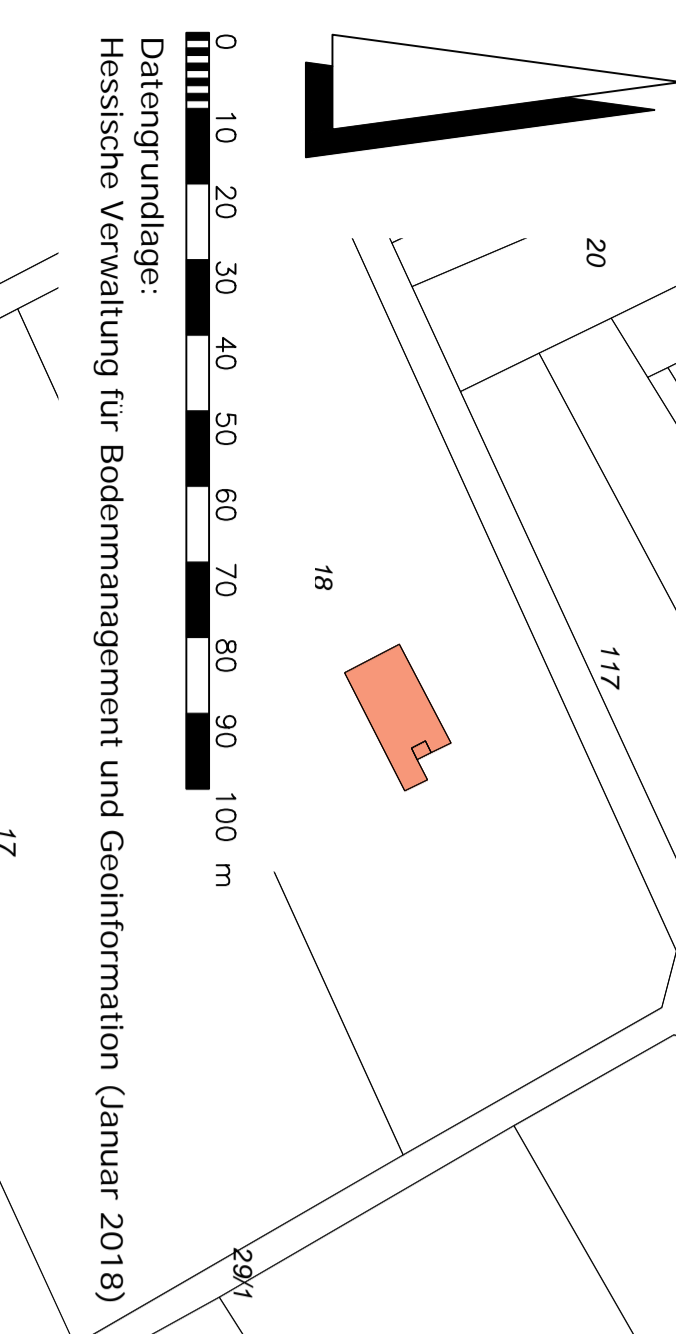 20
117
18
0 10 20 30 40 50 60 70 80 90 100 m
Datengrundlage:
Hessische Verwaltung für Bodenmanagement und Geoinformation (Januar 2018)
29/1
17